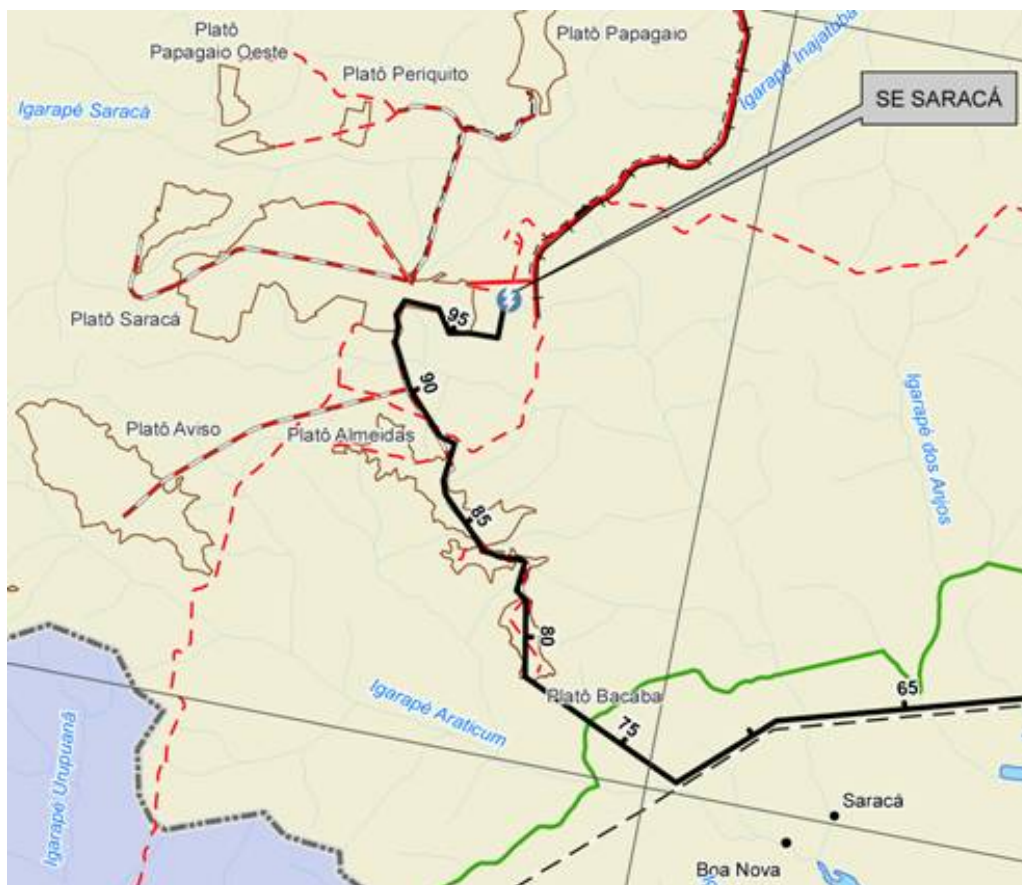 Platô
Papagaio Oeste
Platô Papagaio
Platô Periquito
Igarapé Inajatuba
Igarapé Saracá
SE SARACÁ
Platô Saracá
95
90
Platô Aviso
Platô Almeidas
Igarapé dos Anjos
85
80
Platô Bacaba
65
Igarapé Araticum
75
Igarapé Urupuanã
Saracá
Boa Nova